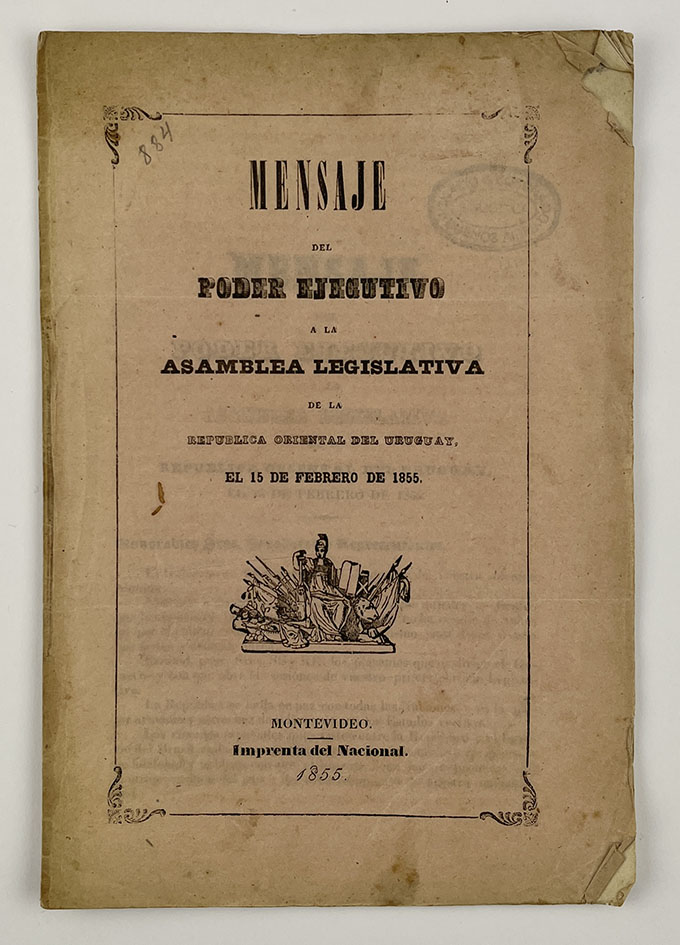 884
MENSAJE
DEL
PODER EJECUTIVO
A LA
ASAMBLEA LEGISLATIVA
DE LA
REPUBLICA ORIENTAL DEL URUGUAY,
EL 15 DE FEBRERO DE 1855.
MONTEVIDEO.
Imprenta del Nacional.
1855.